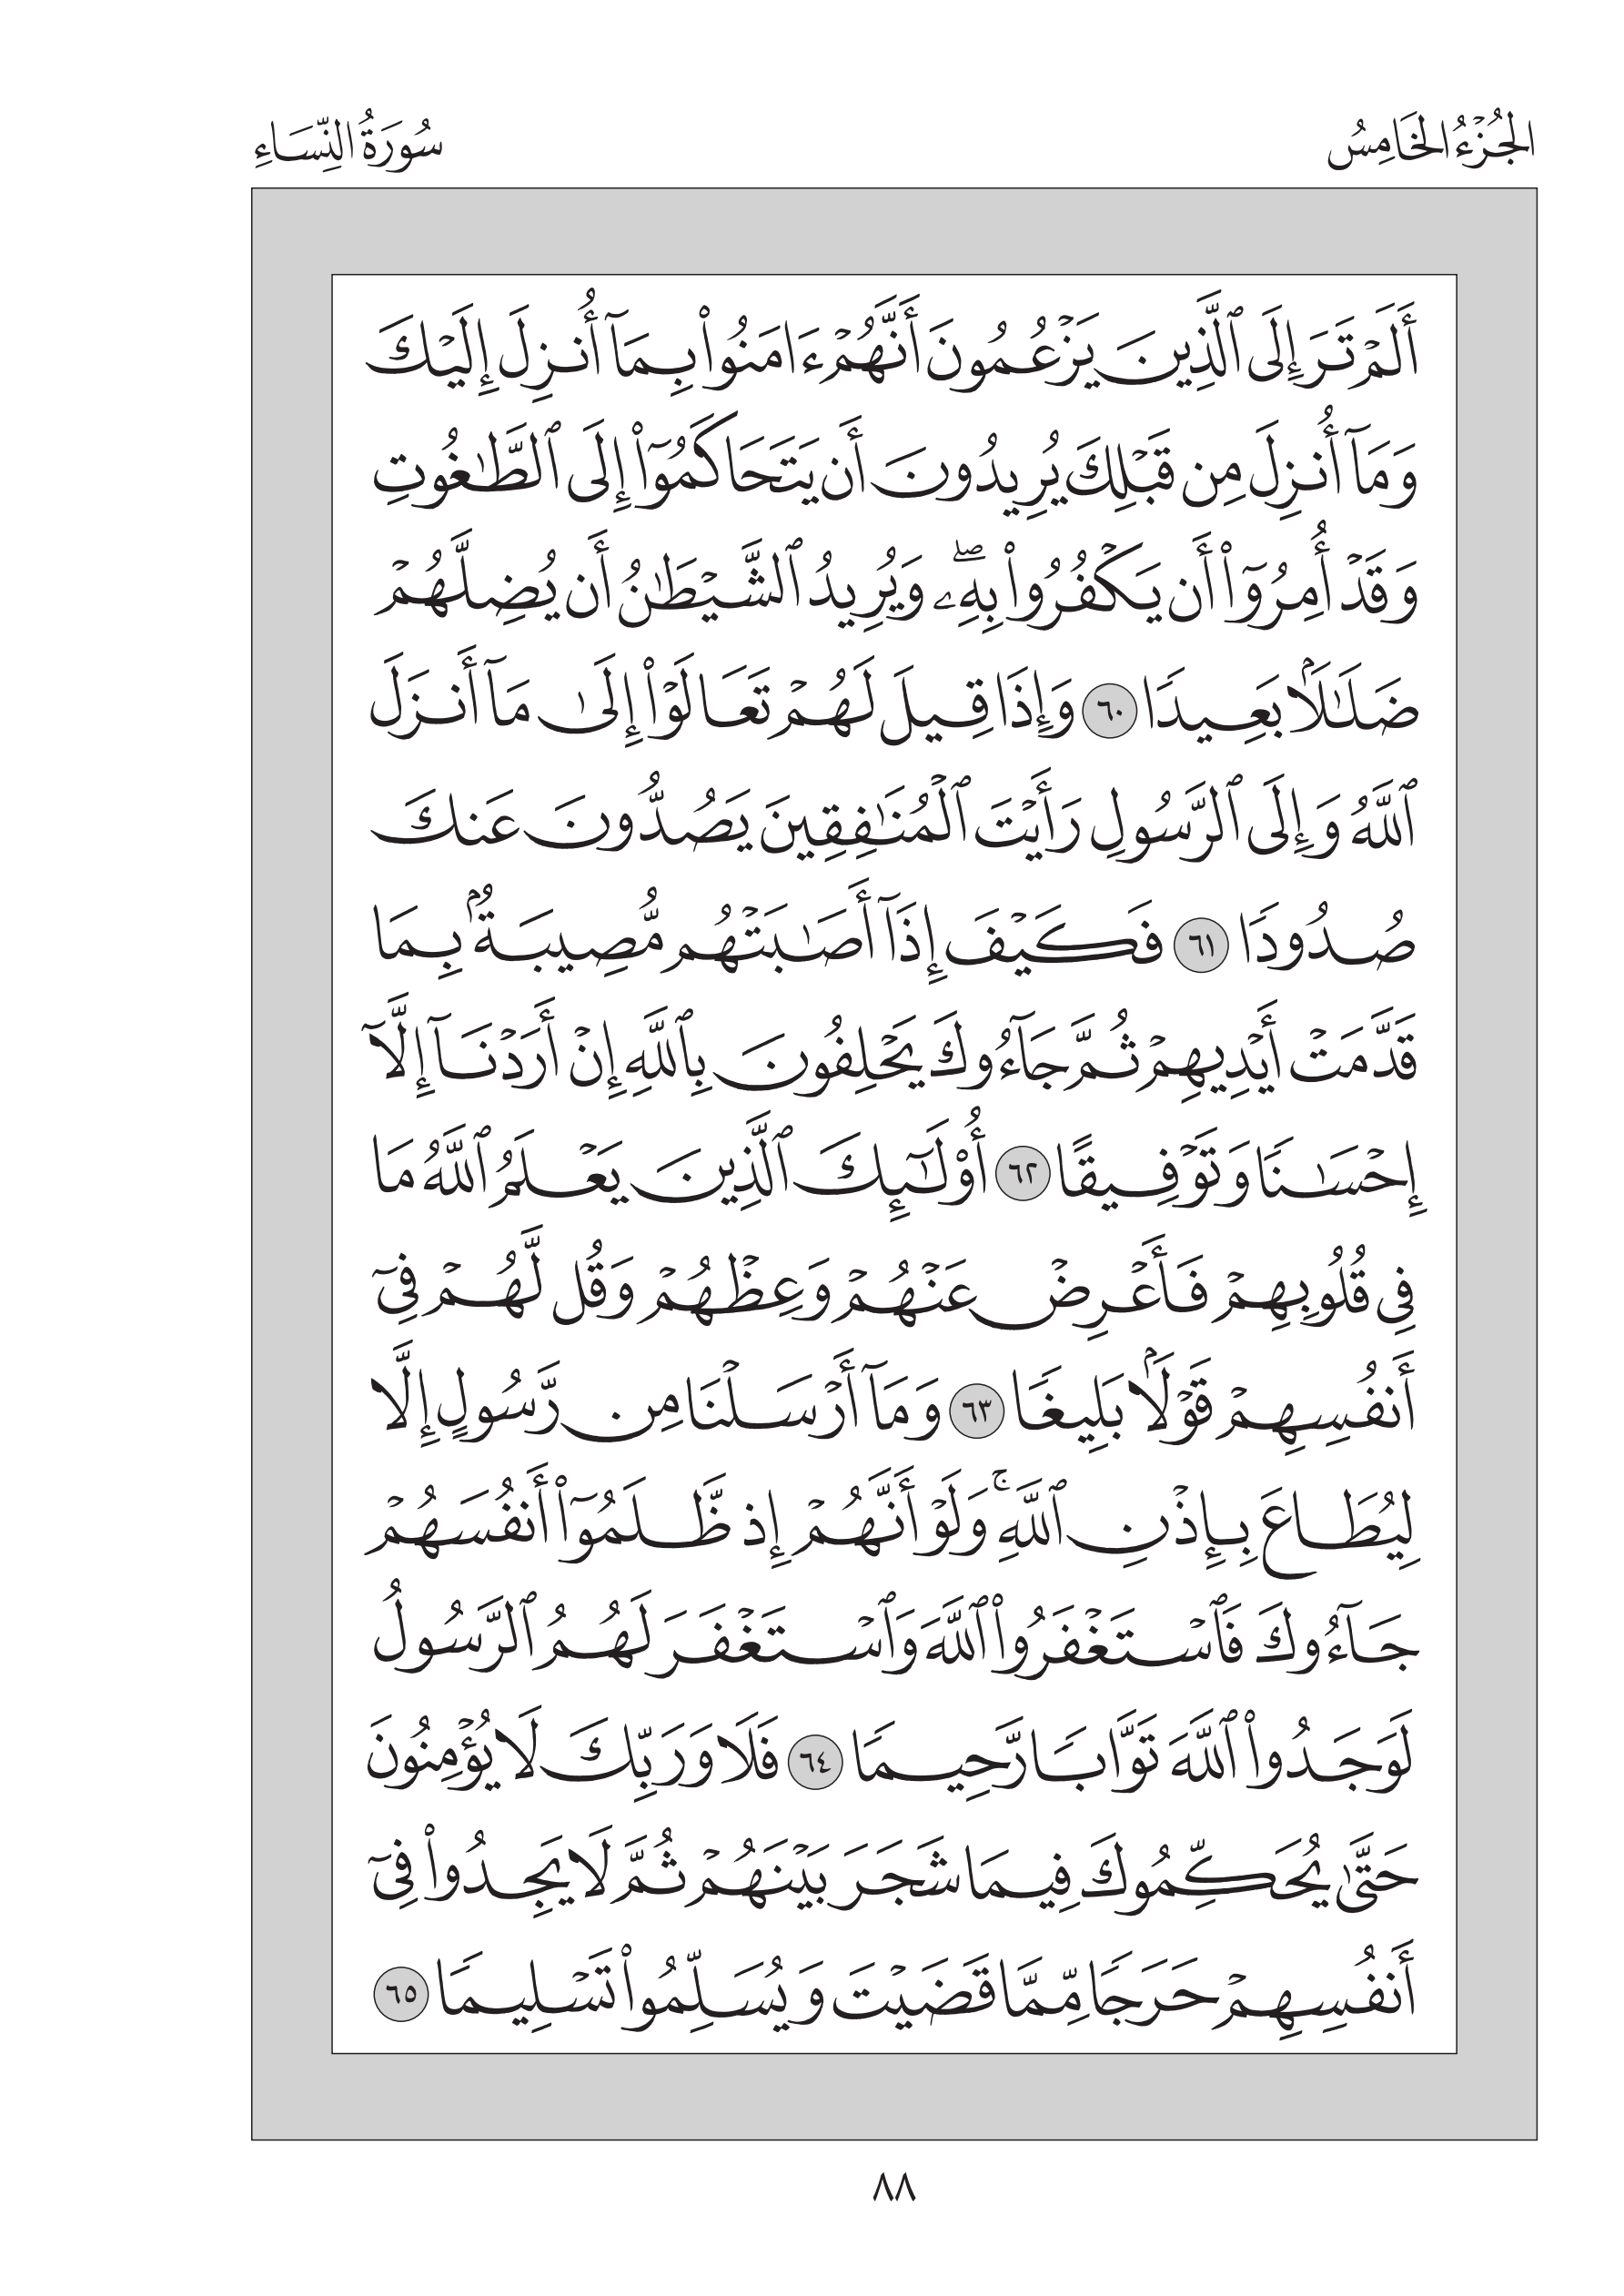 الجُزْءُ الخَامِسُ
سُورَةُ النِّسَاءِ
أَلَمۡ تَرَ إِلَى ٱلَّذِينَ يَزۡعُمُونَ أَنَّهُمۡ ءَامَنُواْ بِمَآ أُنزِلَ إِلَيۡكَ
وَمَآ أُنزِلَ مِن قَبۡلِكَ يُرِيدُونَ أَن يَتَحَاكَمُوٓاْ إِلَى ٱلطَّٰغُوتِ
وَقَدۡ أُمِرُوٓاْ أَن يَكۡفُرُواْ بِهِۦۖ وَيُرِيدُ ٱلشَّيۡطَٰنُ أَن يُضِلَّهُمۡ
ضَلَٰلَۢا بَعِيدٗا ٦٠ وَإِذَا قِيلَ لَهُمۡ تَعَالَوۡاْ إِلَىٰ مَآ أَنزَلَ
ٱللَّهُ وَإِلَى ٱلرَّسُولِ رَأَيۡتَ ٱلۡمُنَٰفِقِينَ يَصُدُّونَ عَنكَ
صُدُودٗا ٦١ فَكَيۡفَ إِذَآ أَصَٰبَتۡهُم مُّصِيبَةُۢ بِمَا
قَدَّمَتۡ أَيۡدِيهِمۡ ثُمَّ جَآءُوكَ يَحۡلِفُونَ بِٱللَّهِ إِنۡ أَرَدۡنَآ إِلَّآ
إِحۡسَٰنٗا وَتَوۡفِيقًا ٦٢ أُوْلَٰٓئِكَ ٱلَّذِينَ يَعۡلَمُ ٱللَّهُ مَا
فِي قُلُوبِهِمۡ فَأَعۡرِضۡ عَنۡهُمۡ وَعِظۡهُمۡ وَقُل لَّهُمۡ فِيٓ
أَنفُسِهِمۡ قَوۡلَۢا بَلِيغٗا ٦٣ وَمَآ أَرۡسَلۡنَا مِن رَّسُولٍ إِلَّا
لِيُطَاعَ بِإِذۡنِ ٱللَّهِۚ وَلَوۡ أَنَّهُمۡ إِذ ظَّلَمُوٓاْ أَنفُسَهُمۡ
جَآءُوكَ فَٱسۡتَغۡفَرُواْ ٱللَّهَ وَٱسۡتَغۡفَرَ لَهُمُ ٱلرَّسُولُ
لَوَجَدُواْ ٱللَّهَ تَوَّابٗا رَّحِيمٗا ٦٤ فَلَا وَرَبِّكَ لَا يُؤۡمِنُونَ
حَتَّىٰ يُحَكِّمُوكَ فِيمَا شَجَرَ بَيۡنَهُمۡ ثُمَّ لَا يَجِدُواْ فِيٓ
أَنفُسِهِمۡ حَرَجٗا مِّمَّا قَضَيۡتَ وَيُسَلِّمُواْ تَسۡلِيمٗا ٦٥
٨٨